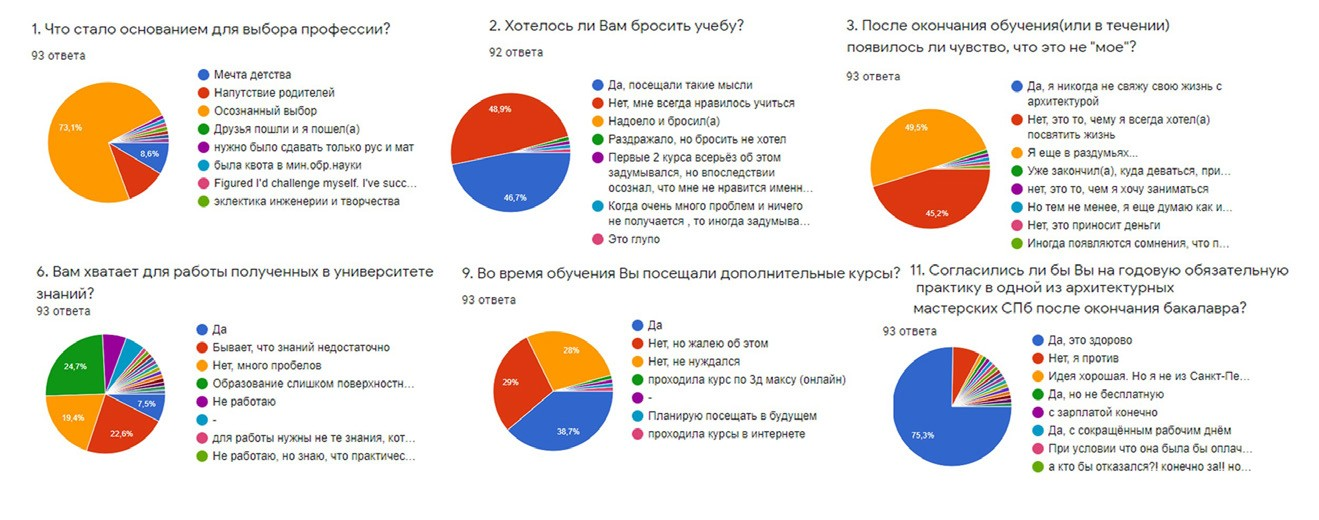 1. Что стало основанием для выбора профессии?
93 ответа
Мечта детства
Напутствие родителей
Осознанный выбор
Друзья пошли и я пошел(а)
нужно было сдавать только рус и мат
была квота в мин.обр.науки
Figured I'd challenge myself. I've succ...
эклектика инженерии и творчества
73,1%
8,6%
2. Хотелось ли Вам бросить учебу?
92 ответа
Да, посещали такие мысли
Нет, мне всегда нравилось учиться
Надоело и бросил(а)
Раздражало, но бросить не хотел
Первые 2 курса всерьёз об этом
задумывался, но впоследствии
осознал, что мне не нравится именн...
Когда очень много проблем и ничего
не получается , то иногда задумыва...
Это глупо
48,9%
46,7%
3. После окончания обучения(или в течении)
появилось ли чувство, что это не "мое"?
93 ответа
Да, я никогда не свяжу свою жизнь с
архитектурой
Нет, это то, чему я всегда хотел(а)
посвятить жизнь
Я еще в раздумьях...
Уже закончил(а), куда деваться, при...
нет, это то, чем я хочу заниматься
Но тем не менее, я еще думаю как и...
Нет, это приносит деньги
Иногда появляются сомнения, что п...
49,5%
45,2%
6. Вам хватает для работы полученных в университете
знаний?
93 ответа
Да
Бывает, что знаний недостаточно
Нет, много пробелов
Образование слишком поверхностн...
Не работаю
-
для работы нужны не те знания, кот...
Не работаю, но знаю, что практичес...
24,7%
7,5%
19,4%
22,6%
9. Во время обучения Вы посещали дополнительные курсы?
93 ответа
Да
Нет, но жалею об этом
Нет, не нуждался
проходила курс по 3д максу (онлайн)
-
Планирую посещать в будущем
проходила курсы в интернете
28%
29%
38,7%
11. Согласились ли бы Вы на годовую обязательную
практику в одной из архитектурных
мастерских СПб после окончания бакалавра?
93 ответа
Да, это здорово
Нет, я против
Идея хорошая. Но я не из Санкт-Пе...
Да, но не бесплатную
с зарплатой конечно
Да, с сокращённым рабочим днём
При условии что она была бы оплач...
а кто бы отказался?! конечно за!! но...
75,3%